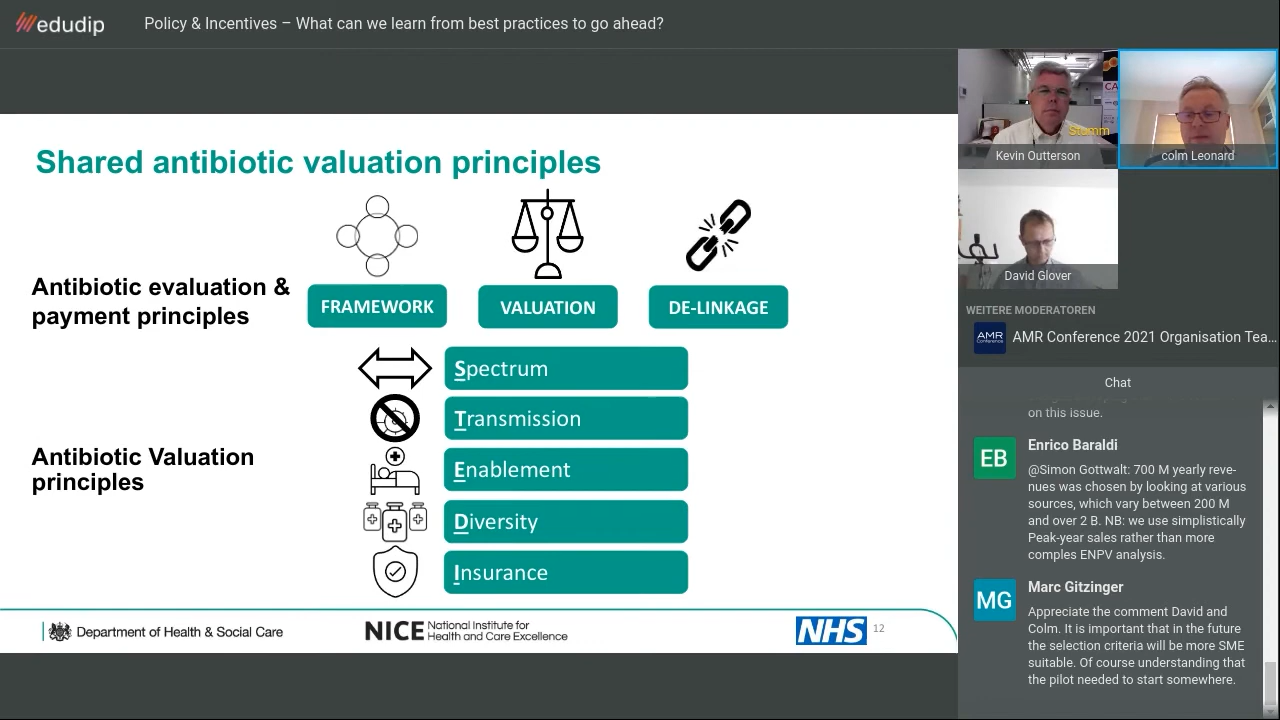 edudip
Policy & Incentives – What can we learn from best practices to go ahead?
Shared antibiotic valuation principles
Antibiotic evaluation &
payment principles
FRAMEWORK
VALUATION
DE-LINKAGE
Antibiotic Valuation
principles
Spectrum
Transmission
Enablement
Diversity
Insurance
Department of Health & Social Care
NICE National Institute for
Health and Care Excellence
NHS
12
Stumm
Kevin Outterson
colm Leonard
David Glover
WEITERE MODERATOREN
AMR
Conference
AMR Conference 2021 Organisation Tea...
Chat
on this issue.
EB
Enrico Baraldi
@Simon Gottwalt: 700 M yearly reve-
nues was chosen by looking at various
sources, which vary between 200 M
and over 2 B. NB: we use simplistically
Peak-year sales rather than more
comples ENPV analysis.
MG
Marc Gitzinger
Appreciate the comment David and
Colm. It is important that in the future
the selection criteria will be more SME
suitable. Of course understanding that
the pilot needed to start somewhere.